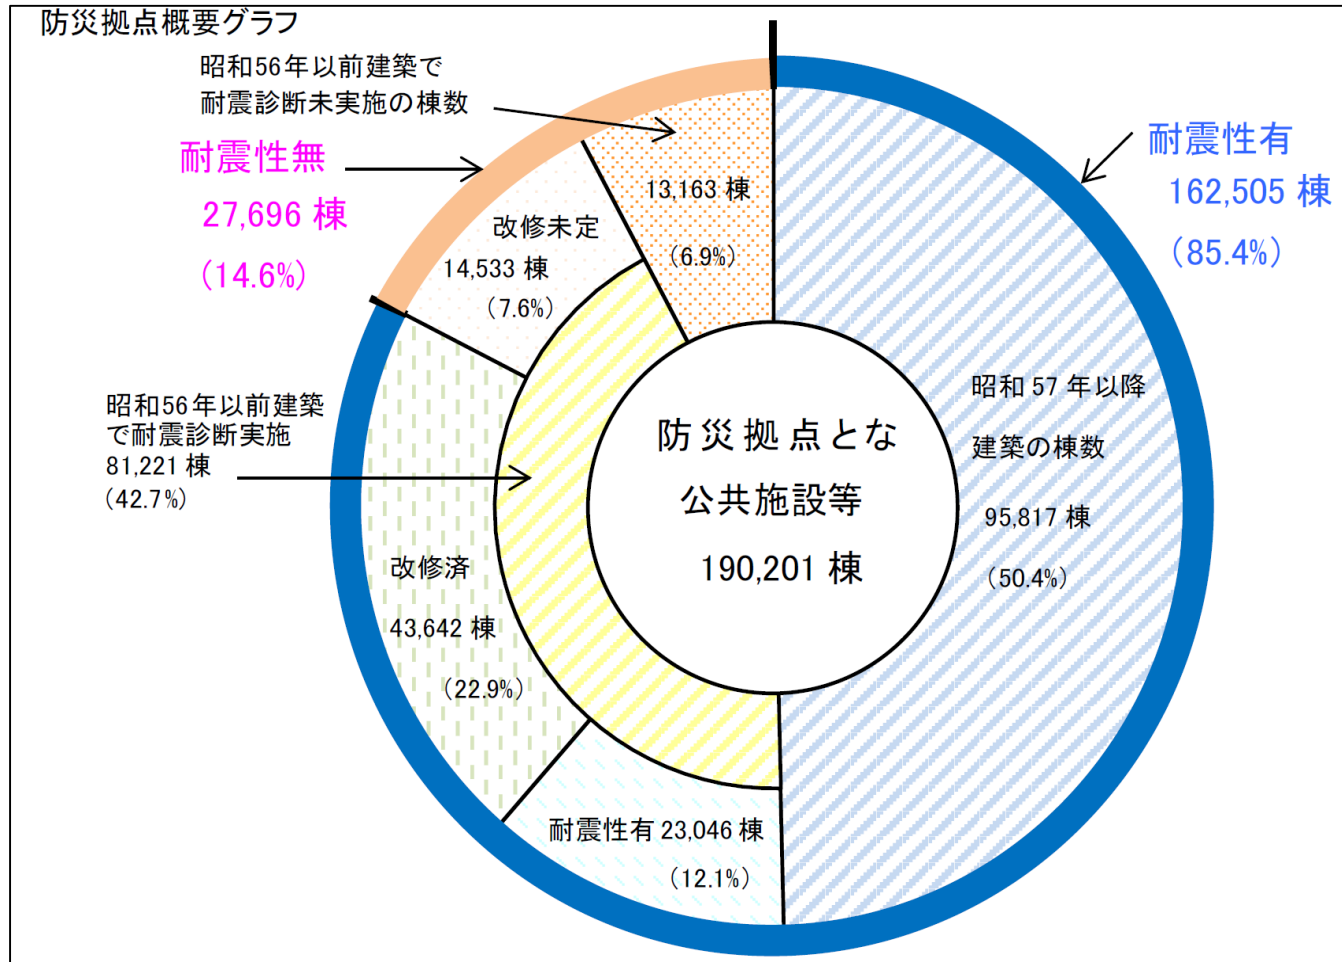 防災拠点概要グラフ
昭和56年以前建築で
耐震診断未実施の棟数
耐震性無
27,696 棟
(14.6%)
耐震性有
162,505 棟
(85.4%)
13,163 棟
(6.9%)
改修未定
14,533 棟
(7.6%)
昭和56年以前建築
で耐震診断実施
81,221 棟
(42.7%)
防災拠点とな
公共施設等
190,201 棟
昭和 57 年以降
建築の棟数
95,817 棟
(50.4%)
改修済
43,642 棟
(22.9%)
耐震性有 23,046 棟
(12.1%)